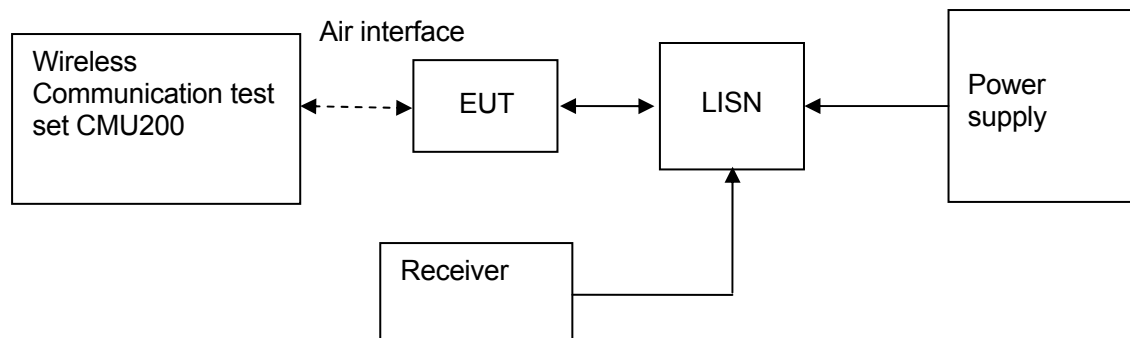 Air interface
Wireless
Communication test
set CMU200
EUT
LISN
Power
supply
Receiver